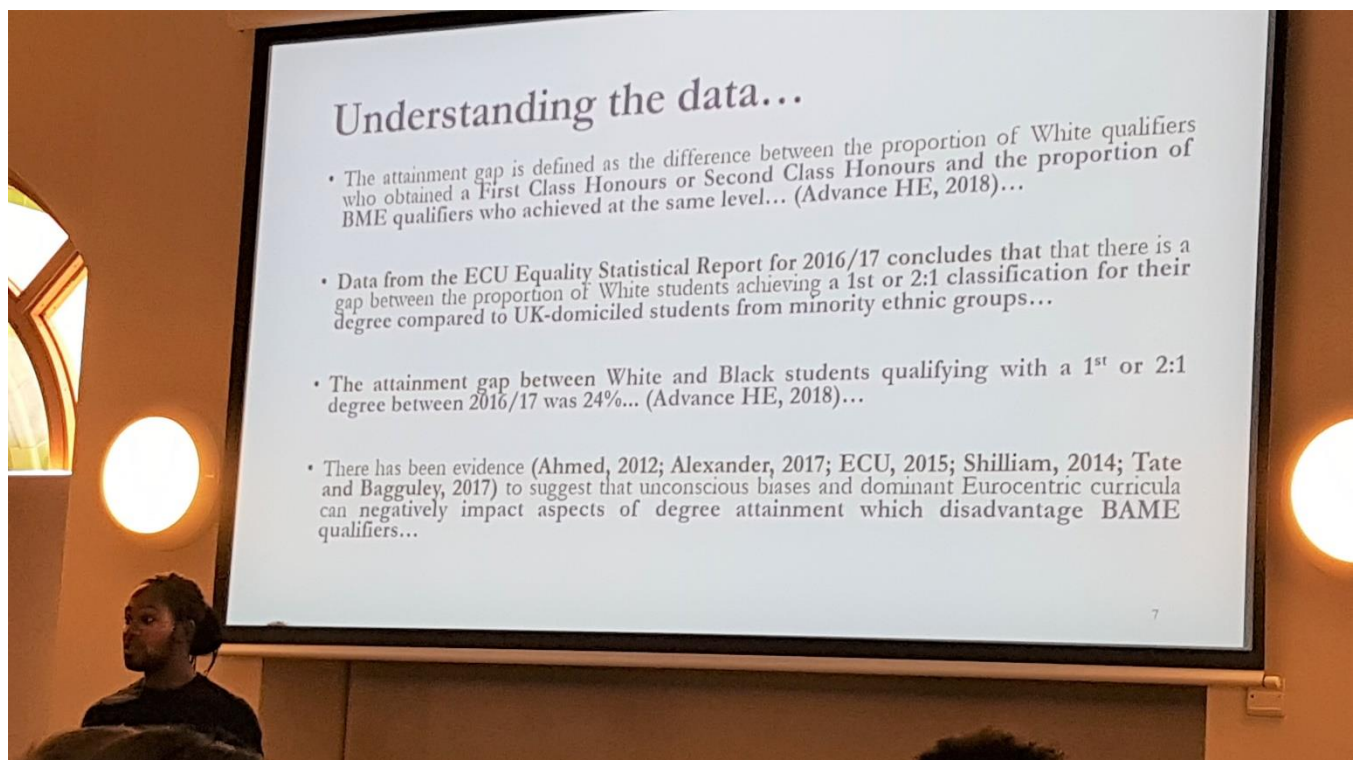 Understanding the data…
• The attainment gap is defined as the difference between the proportion of White qualifiers
who obtained a First Class Honours or Second Class Honours and the proportion of
BME qualifiers who achieved at the same level… (Advance HE, 2018)…
• Data from the ECU Equality Statistical Report for 2016/17 concludes that that there is a
gap between the proportion of White students achieving a 1st or 2:1 classification for their
degree compared to UK-domiciled students from minority ethnic groups…
• The attainment gap between White and Black students qualifying with a 1st or 2:1
degree between 2016/17 was 24%... (Advance HE, 2018)…
• There has been evidence (Ahmed, 2012; Alexander, 2017; ECU, 2015; Shilliam, 2014; Tate
and Bagguley, 2017) to suggest that unconscious biases and dominant Eurocentric curricula
can negatively impact aspects of degree attainment which disadvantage BAME
qualifiers…
7